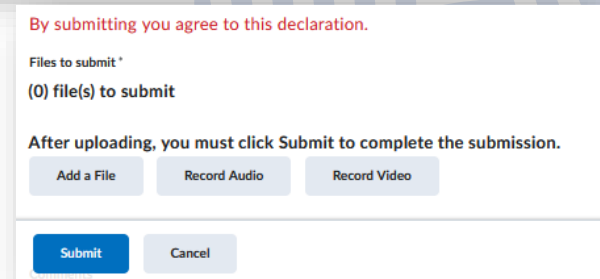 By submitting you agree to this declaration.
Files to submit *
(0) file(s) to submit
After uploading, you must click Submit to complete the submission.
Add a File Record Audio Record Video
Submit Cancel
Comments